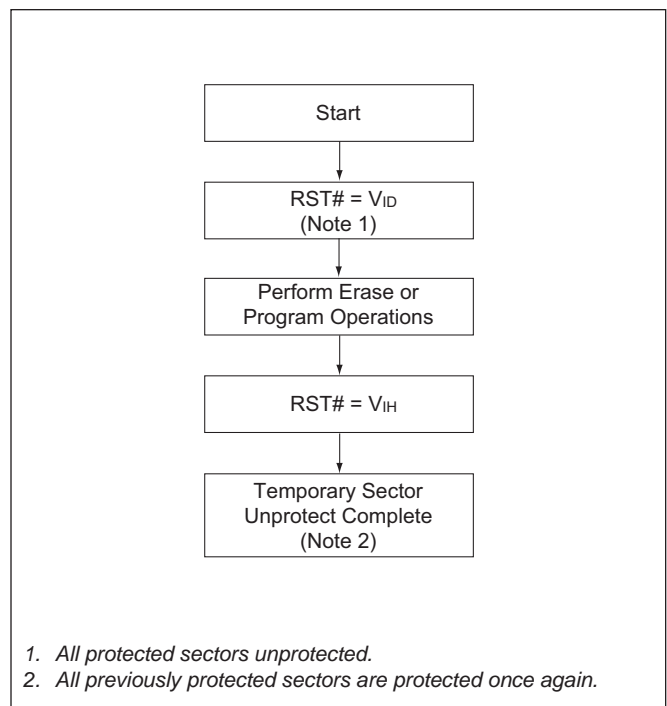 Start
RST# = VID
(Note 1)
Perform Erase or
Program Operations
RST# = VIH
Temporary Sector
Unprotect Complete
(Note 2)
1. All protected sectors unprotected.
2. All previously protected sectors are protected once again.